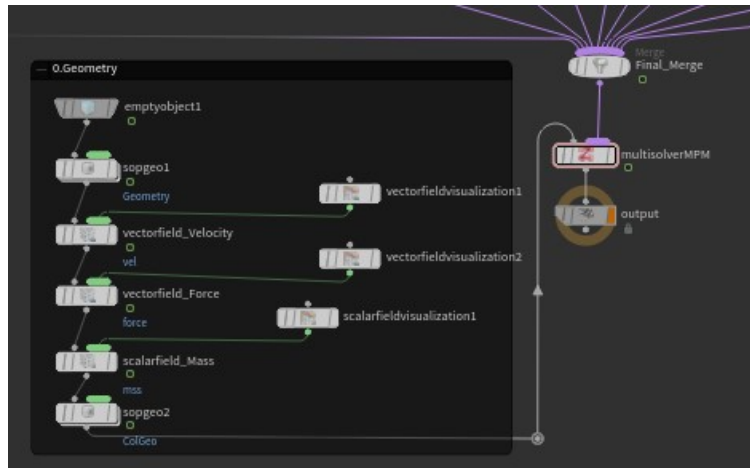 Merge
Final_Merge
0.Geometry
emptyobject1
multisolverMPM
sopgeo1
Geometry
vectorfieldvisualization1
output
vectorfield_Velocity
vel
vectorfieldvisualization2
vectorfield_Force
force
scalarfieldvisualization1
scalarfield_Mass
mss
sopgeo2
ColGeo